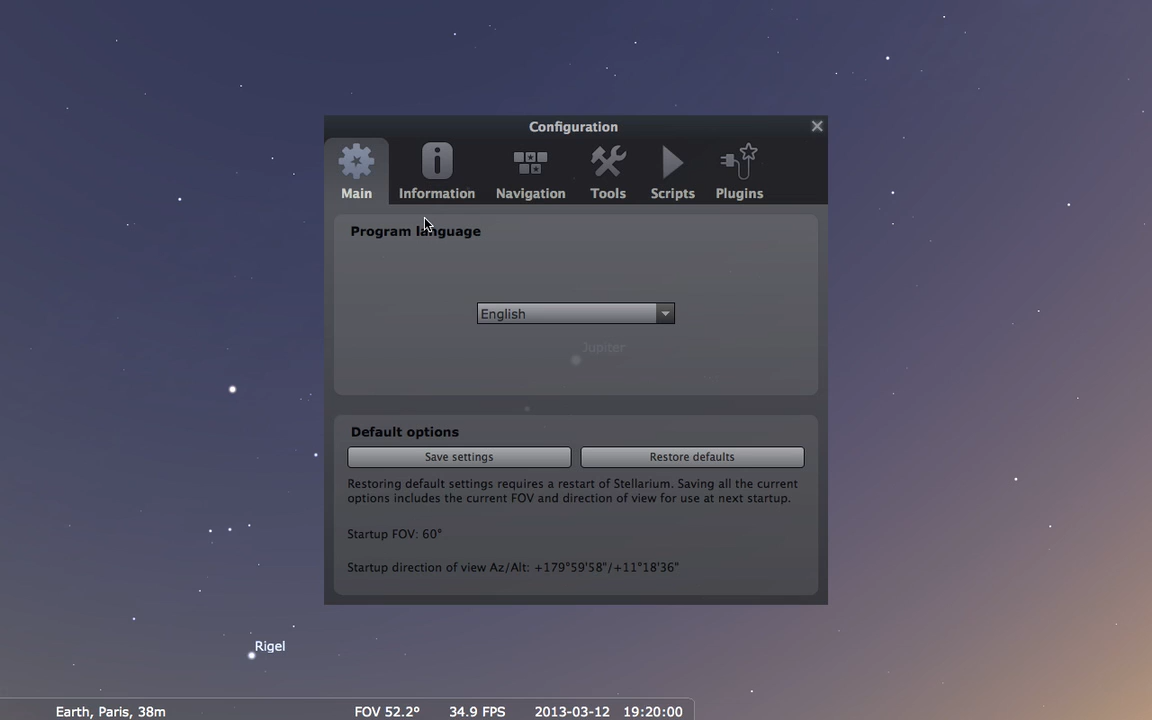 Configuration
Main Information Navigation Tools Scripts Plugins
Program language
English
Jupiter
Default options
Save settings Restore defaults
Restoring default settings requires a restart of Stellarium. Saving all the current
options includes the current FOV and direction of view for use at next startup.
Startup FOV: 60°
Startup direction of view Az/Alt: +179°59'58"/+11°18'36"
Rigel
Earth, Paris, 38m FOV 52.2° 34.9 FPS 2013-03-12 19:20:00